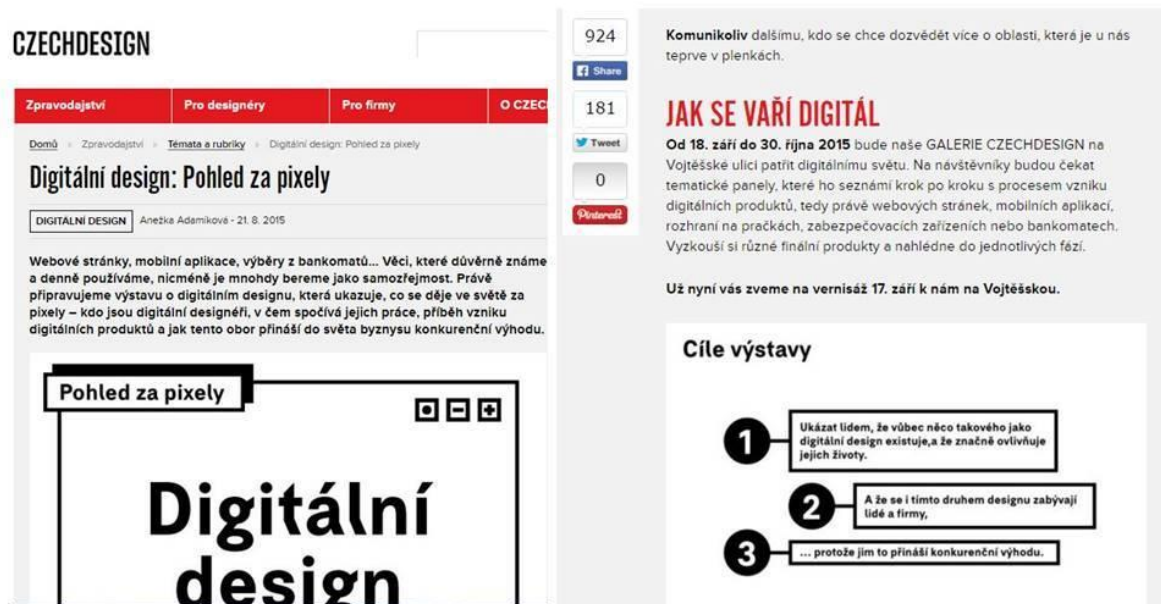 CZECHDESIGN
Zpravodajství
Pro designéry
Pro firmy
O CZEC
Domů › Zpravodajství › Témata a rubriky › Digitální design: Pohled za pixely
Digitální design: Pohled za pixely
DIGITÁLNÍ DESIGN Anežka Adamíková - 21. 8. 2015
Webové stránky, mobilní aplikace, výběry z bankomatů... Věci, které důvěrně známe
a denně používáme, nicméně je mnohdy bereme jako samozřejmost. Právě
připravujeme výstavu o digitálním designu, která ukazuje, co se děje ve světě za
pixely – kdo jsou digitální designéři, v čem spočívá jejich práce, příběh vzniku
digitálních produktů a jak tento obor přináší do světa byznysu konkurenční výhodu.
Pohled za pixely
Digitální
design
924
Share
181
Tweet
0
Pinterest
Komunikoliv dalšímu, kdo se chce dozvědět více o oblasti, která je u nás
teprve v plenkách.
JAK SE VAŘÍ DIGITÁL
Od 18. září do 30. října 2015 bude naše GALERIE CZECHDESIGN na
Vojtěšské ulici patřit digitálnímu světu. Na návštěvníky budou čekat
tematické panely, které ho seznámí krok po kroku s procesem vzniku
digitálních produktů, tedy právě webových stránek, mobilních aplikací,
rozhraní na pračkách, zabezpečovacích zařízeních nebo bankomatech.
Vyzkouší si různé finální produkty a nahlédne do jednotlivých fází.
Už nyní vás zveme na vernisáž 17. září k nám na Vojtěšskou.
Cíle výstavy
1
Ukázat lidem, že vůbec něco takového jako
digitální design existuje,a že značně ovlivňuje
jejich životy.
2
A že se i tímto druhem designu zabývají
lidé a firmy,
3
... protože jim to přináší konkurenční výhodu.